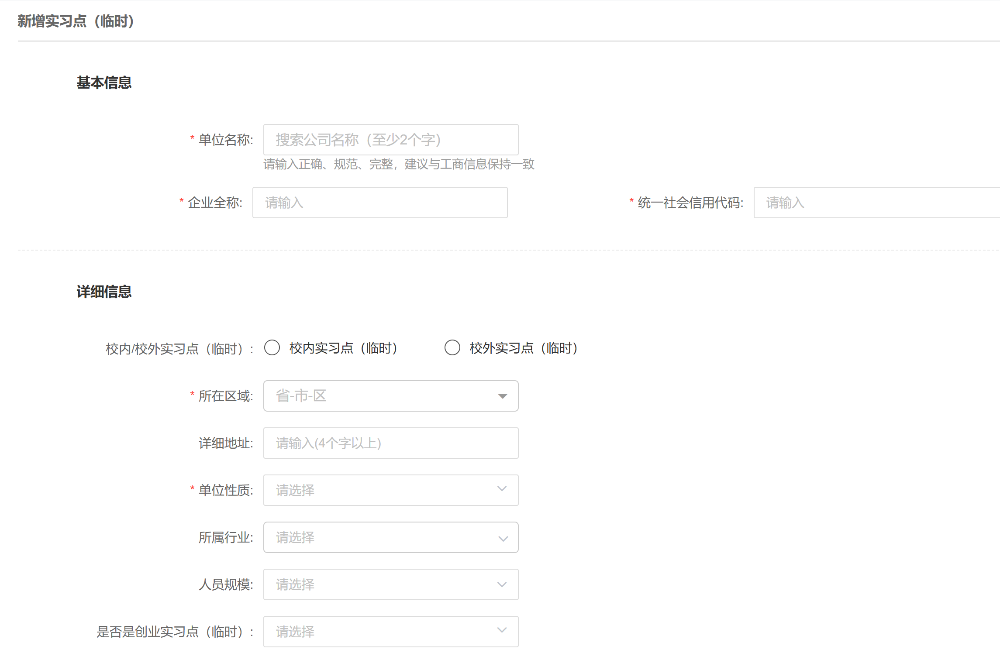 新增实习点（临时）
基本信息
* 单位名称: 搜索公司名称（至少2个字）
请输入正确、规范、完整，建议与工商信息保持一致
* 企业全称: 请输入 * 统一社会信用代码: 请输入
详细信息
校内/校外实习点（临时）: 校内实习点（临时） 校外实习点（临时）
* 所在区域: 省-市-区
详细地址: 请输入(4个字以上)
* 单位性质: 请选择
所属行业: 请选择
人员规模: 请选择
是否是创业实习点（临时）: 请选择